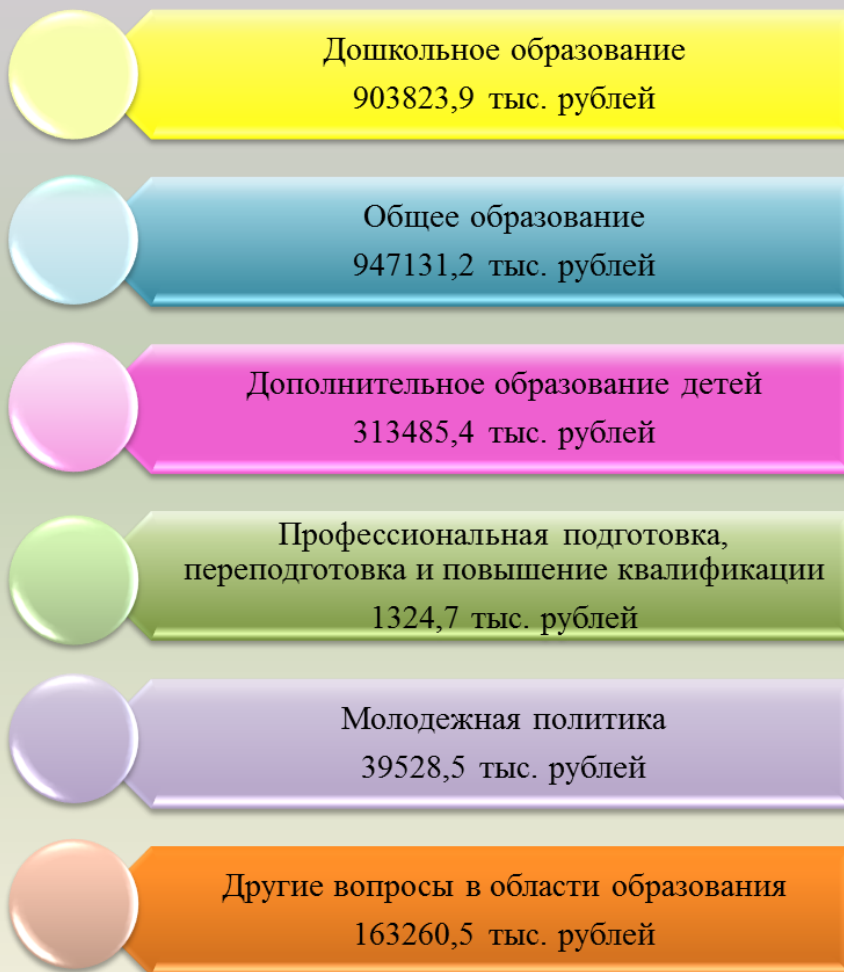 Дошкольное образование
903823,9 тыс. рублей
Общее образование
947131,2 тыс. рублей
Дополнительное образование детей
313485,4 тыс. рублей
Профессиональная подготовка,
переподготовка и повышение квалификации
1324,7 тыс. рублей
Молодежная политика
39528,5 тыс. рублей
Другие вопросы в области образования
163260,5 тыс. рублей